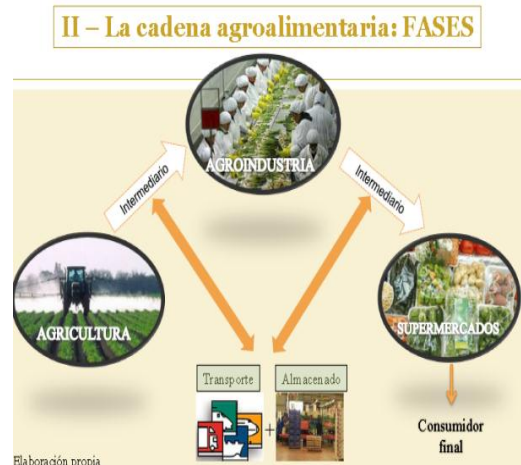 II – La cadena agroalimentaria: FASES
AGROINDUSTRIA
Intermediario
Intermediario
AGRICULTURA
SUPERMERCADOS
Transporte
Almacenado
+
Consumidor
final
Elaboración propia